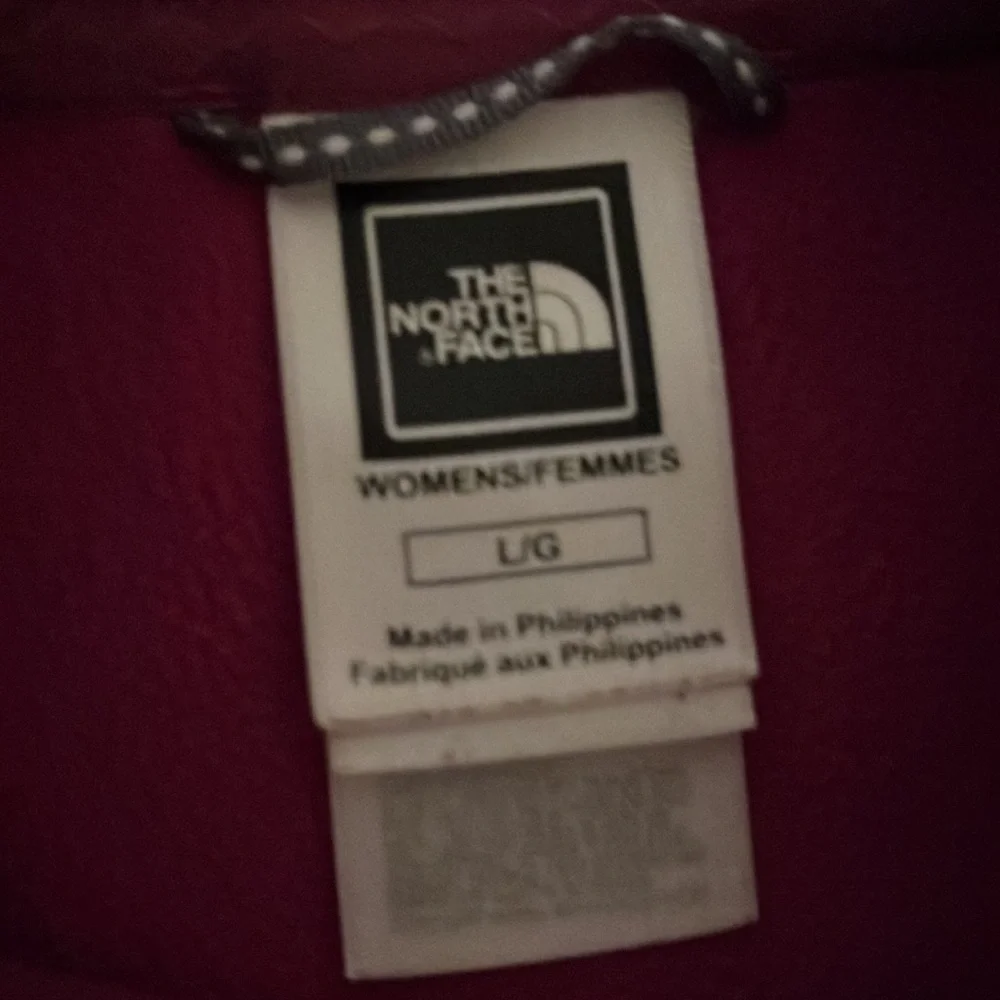 THE
NORTH
FACE
WOMENS/FEMMES
L/G
Made in Philippines
Fabriqué aux Philippines